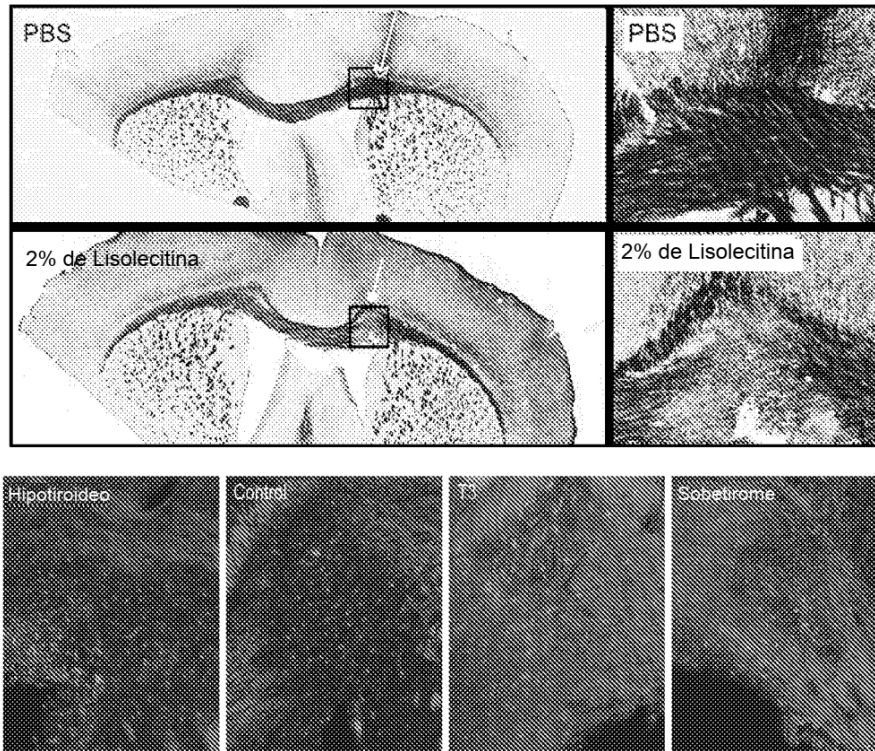 PBS
PBS
2% de Lisolecitina
2% de Lisolecitina
Hipotiroideo
Control
T3
Sobetirome